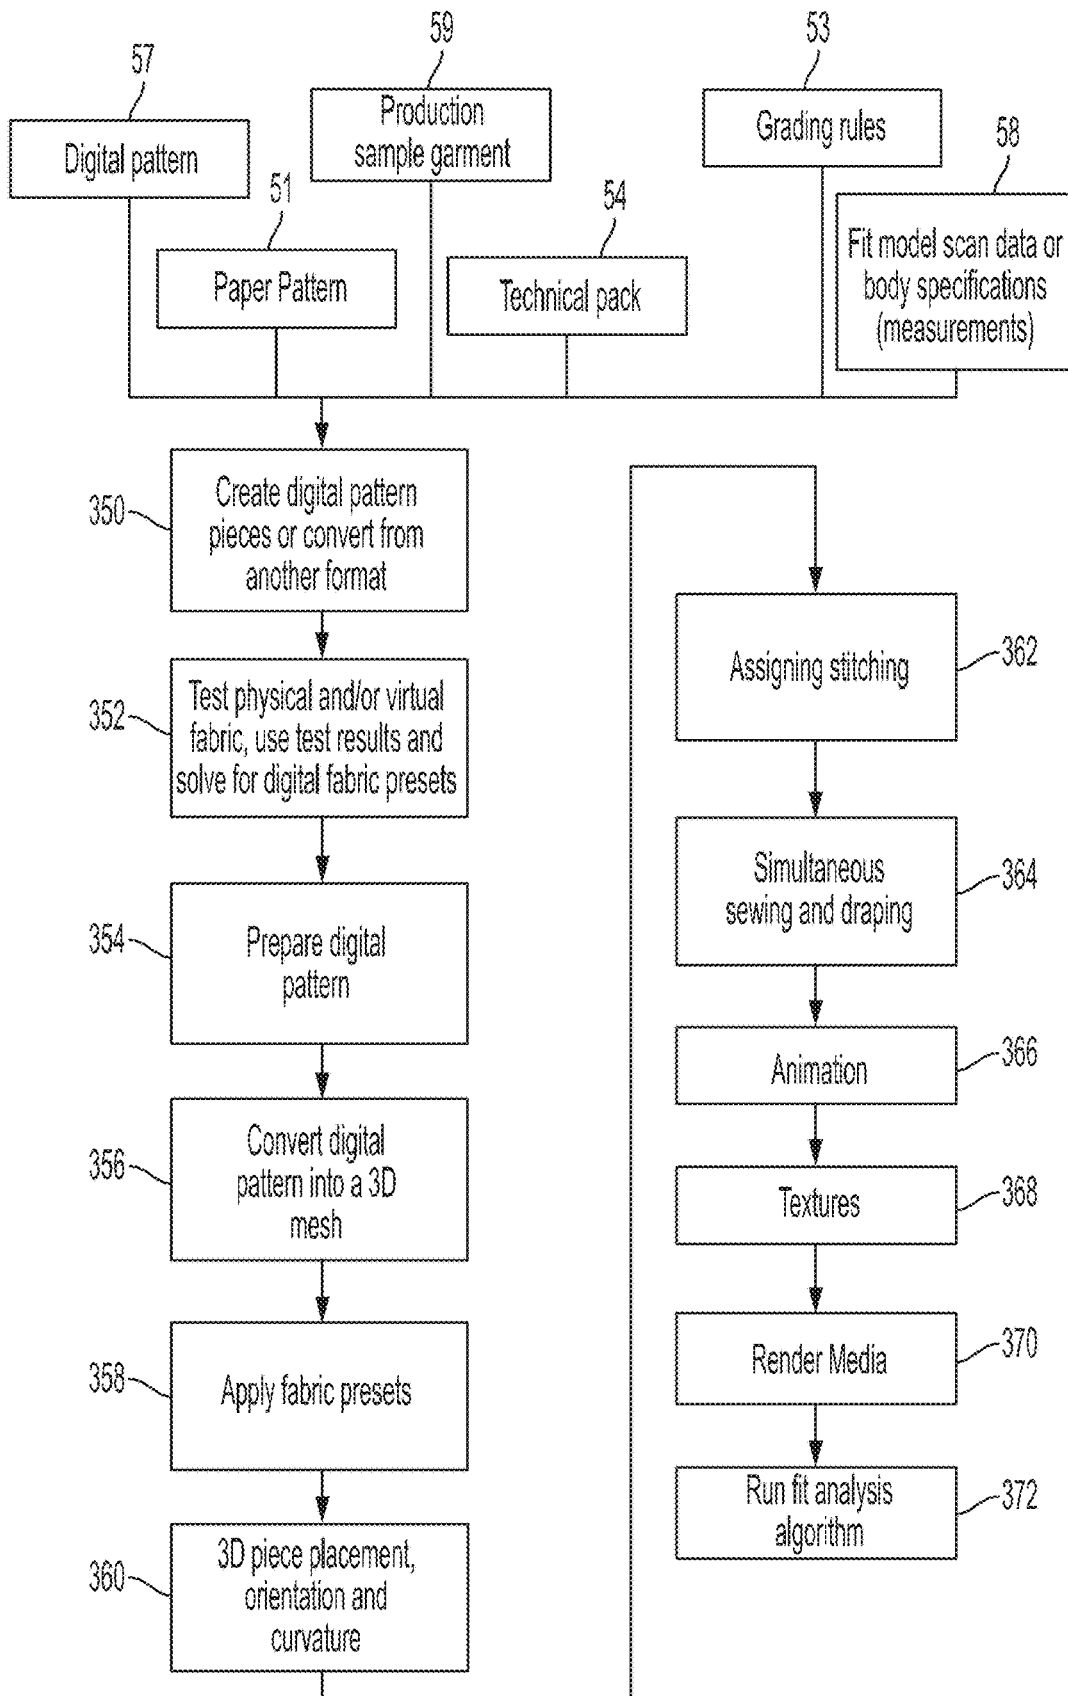 57
Digital pattern
59
Production
sample garment
53
Grading rules
58
Fit model scan data or
body specifications
(measurements)
51
Paper Pattern
54
Technical pack
350
Create digital pattern
pieces or convert from
another format
352
Test physical and/or virtual
fabric, use test results and
solve for digital fabric presets
354
Prepare digital
pattern
356
Convert digital
pattern into a 3D
mesh
358
Apply fabric presets
360
3D piece placement,
orientation and
curvature
Assigning stitching
362
Simultaneous
sewing and draping
364
Animation
366
Textures
368
Render Media
370
Run fit analysis
algorithm
372